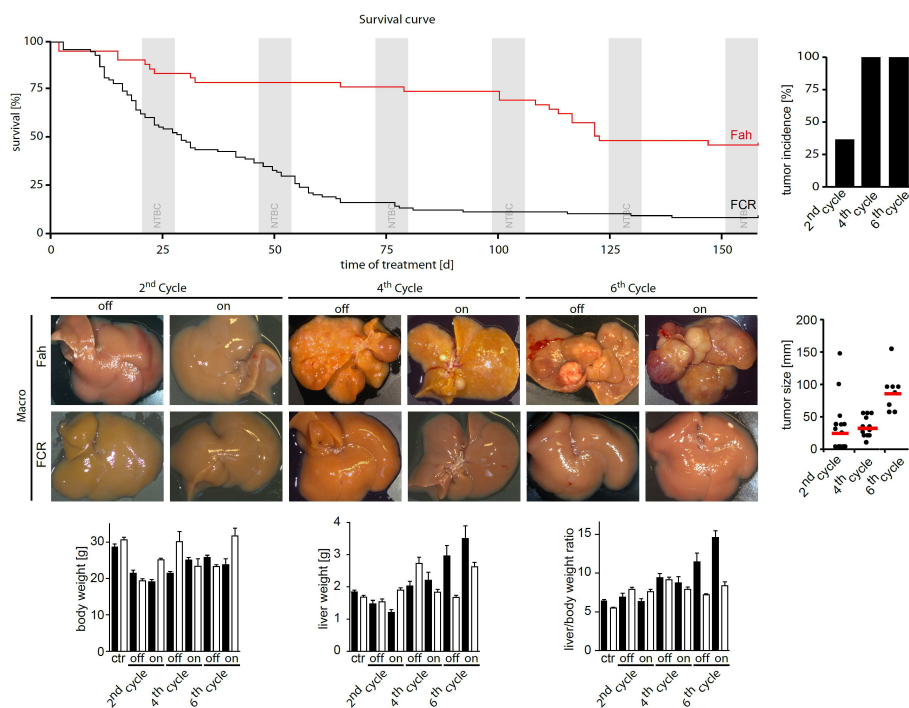 Survival curve
survival [%]
100
75
50
25
0
Fah
FCR
NTBC
NTBC
NTBC
NTBC
NTBC
NTBC
0
25
50
75
100
125
150
time of treatment [d]
tumor incidence [%]
100
75
50
25
0
2nd cycle
4th cycle
6th cycle
2nd Cycle
4th Cycle
6th Cycle
off
on
off
on
off
on
Macro
Fah
FCR
tumor size [mm]
200
150
100
50
0
2nd cycle
4th cycle
6th cycle
body weight [g]
30
20
10
0
ctr
off
on
off
on
off
on
2nd cycle
4th cycle
6th cycle
liver weight [g]
4
3
2
1
0
ctr
off
on
off
on
off
on
2nd cycle
4th cycle
6th cycle
liver/body weight ratio
15
10
5
0
ctr
off
on
off
on
off
on
2nd cycle
4th cycle
6th cycle